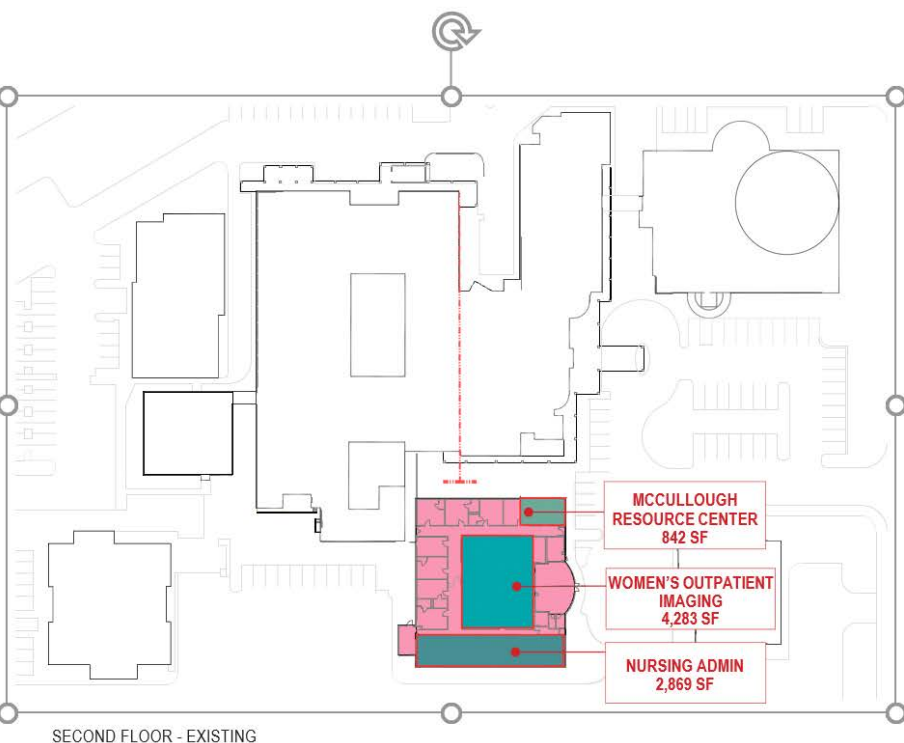 MCCULLOUGH
RESOURCE CENTER
842 SF
WOMEN'S OUTPATIENT
IMAGING
4,283 SF
NURSING ADMIN
2,869 SF
SECOND FLOOR - EXISTING